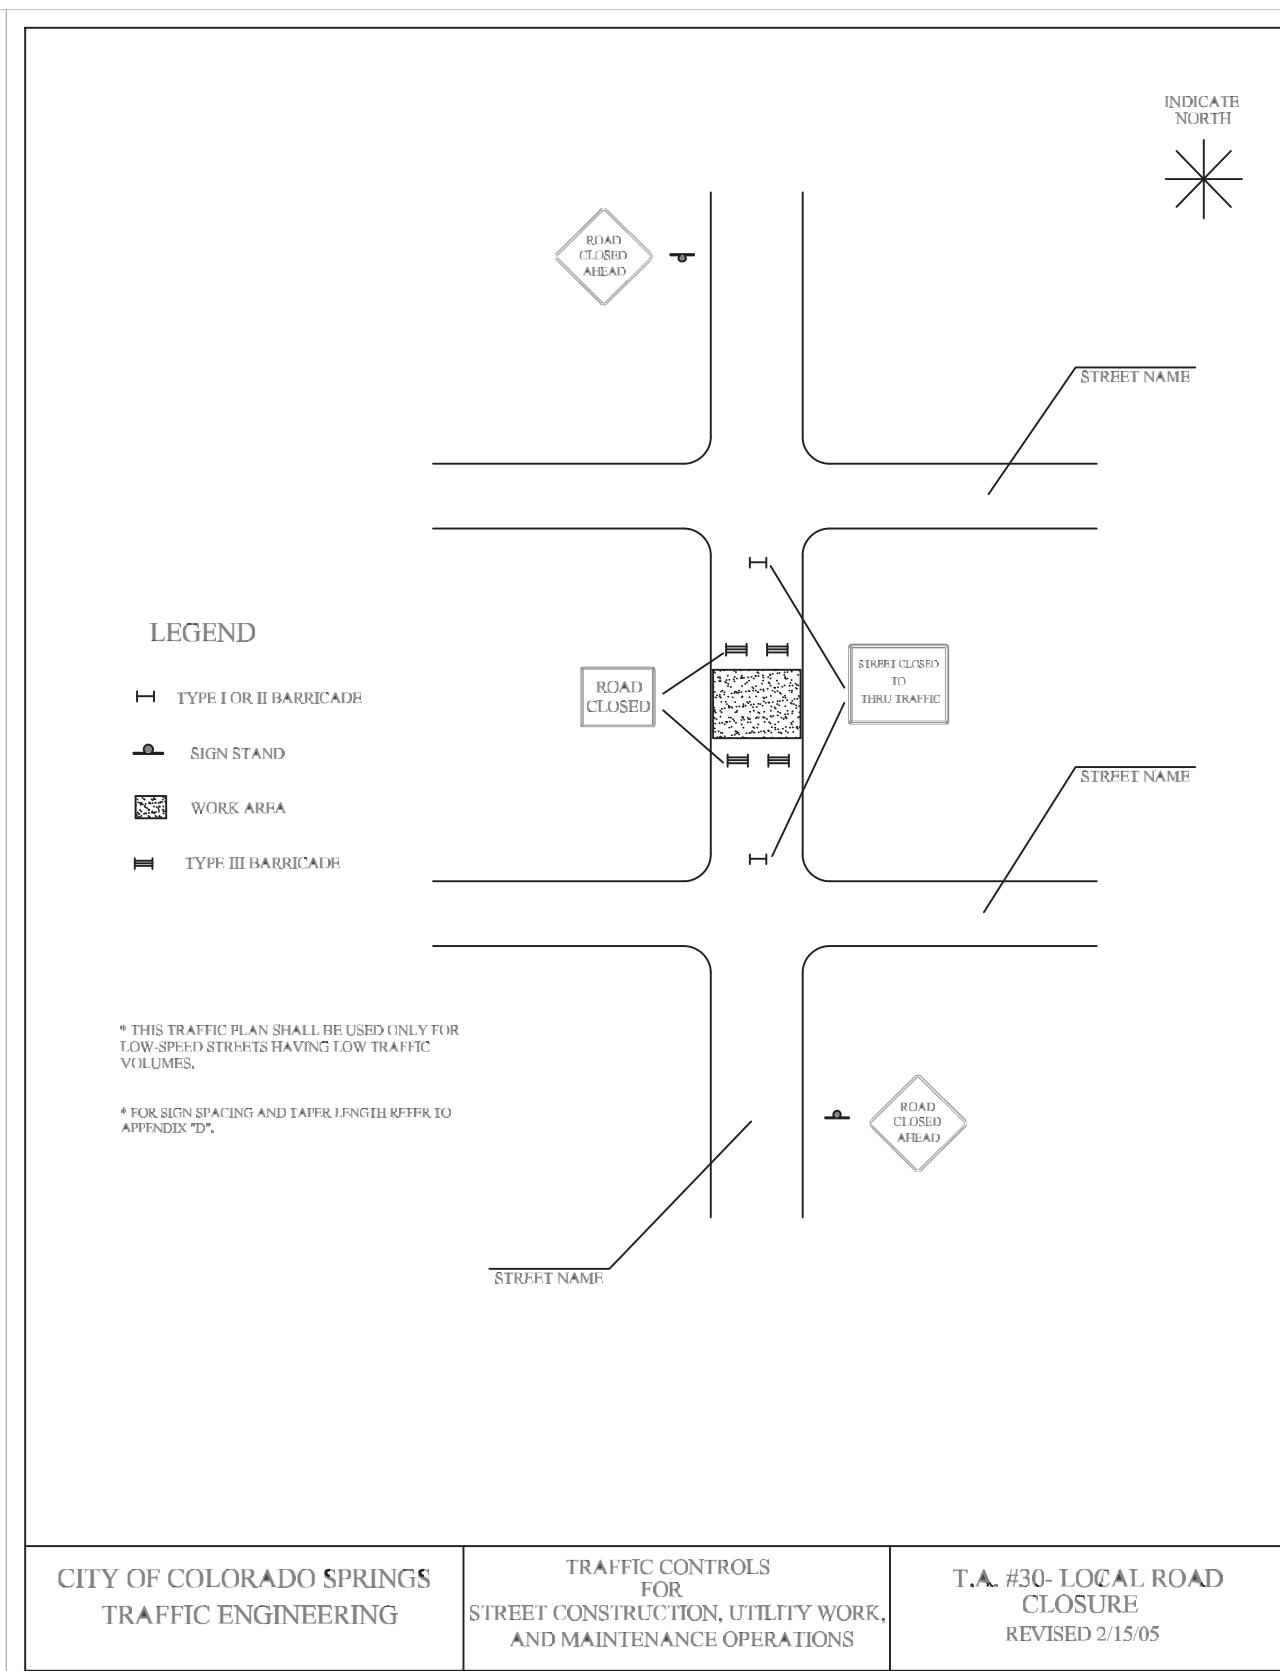 INDICATE
NORTH
ROAD
CLOSED
AHEAD
STREET NAME
LEGEND
TYPE I OR II BARRICADE
SIGN STAND
WORK AREA
TYPE III BARRICADE
ROAD
CLOSED
STREET CLOSED
TO
THRU TRAFFIC
STREET NAME
* THIS TRAFFIC PLAN SHALL BE USED ONLY FOR
LOW-SPEED STREETS HAVING LOW TRAFFIC
VOLUMES.
* FOR SIGN SPACING AND TAPER LENGTH REFER TO
APPENDIX "D".
ROAD
CLOSED
AHEAD
STREET NAME
CITY OF COLORADO SPRINGS
TRAFFIC ENGINEERING
TRAFFIC CONTROLS
FOR
STREET CONSTRUCTION, UTILITY WORK,
AND MAINTENANCE OPERATIONS
T.A. #30- LOCAL ROAD
CLOSURE
REVISED 2/15/05